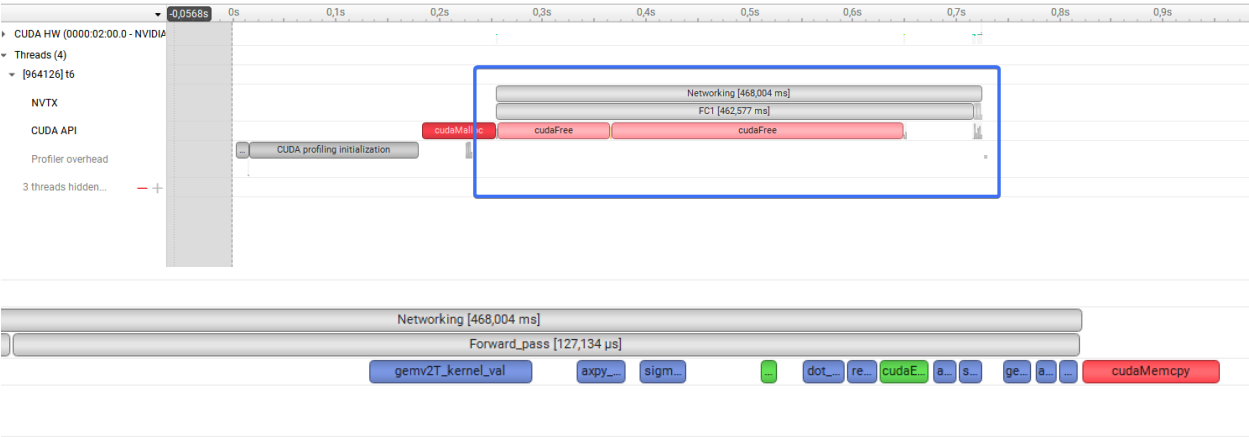 -0,0568s 0s 0,1s 0,2s 0,3s 0,4s 0,5s 0,6s 0,7s 0,8s 0,9s
CUDA HW (0000:02:00.0 - NVIDIA
Threads (4)
[964126] t6
NVTX
Networking [468,004 ms]
FC1 [462,577 ms]
CUDA API
cudaMalloc cudaFree cudaFree
Profiler overhead
... CUDA profiling initialization
3 threads hidden...
Networking [468,004 ms]
Forward_pass [127,134 µs]
gemv2T_kernel_val axpy_... sigm... ... dot_... re... cudaE... a... s... ge... a... ... cudaMemcpy